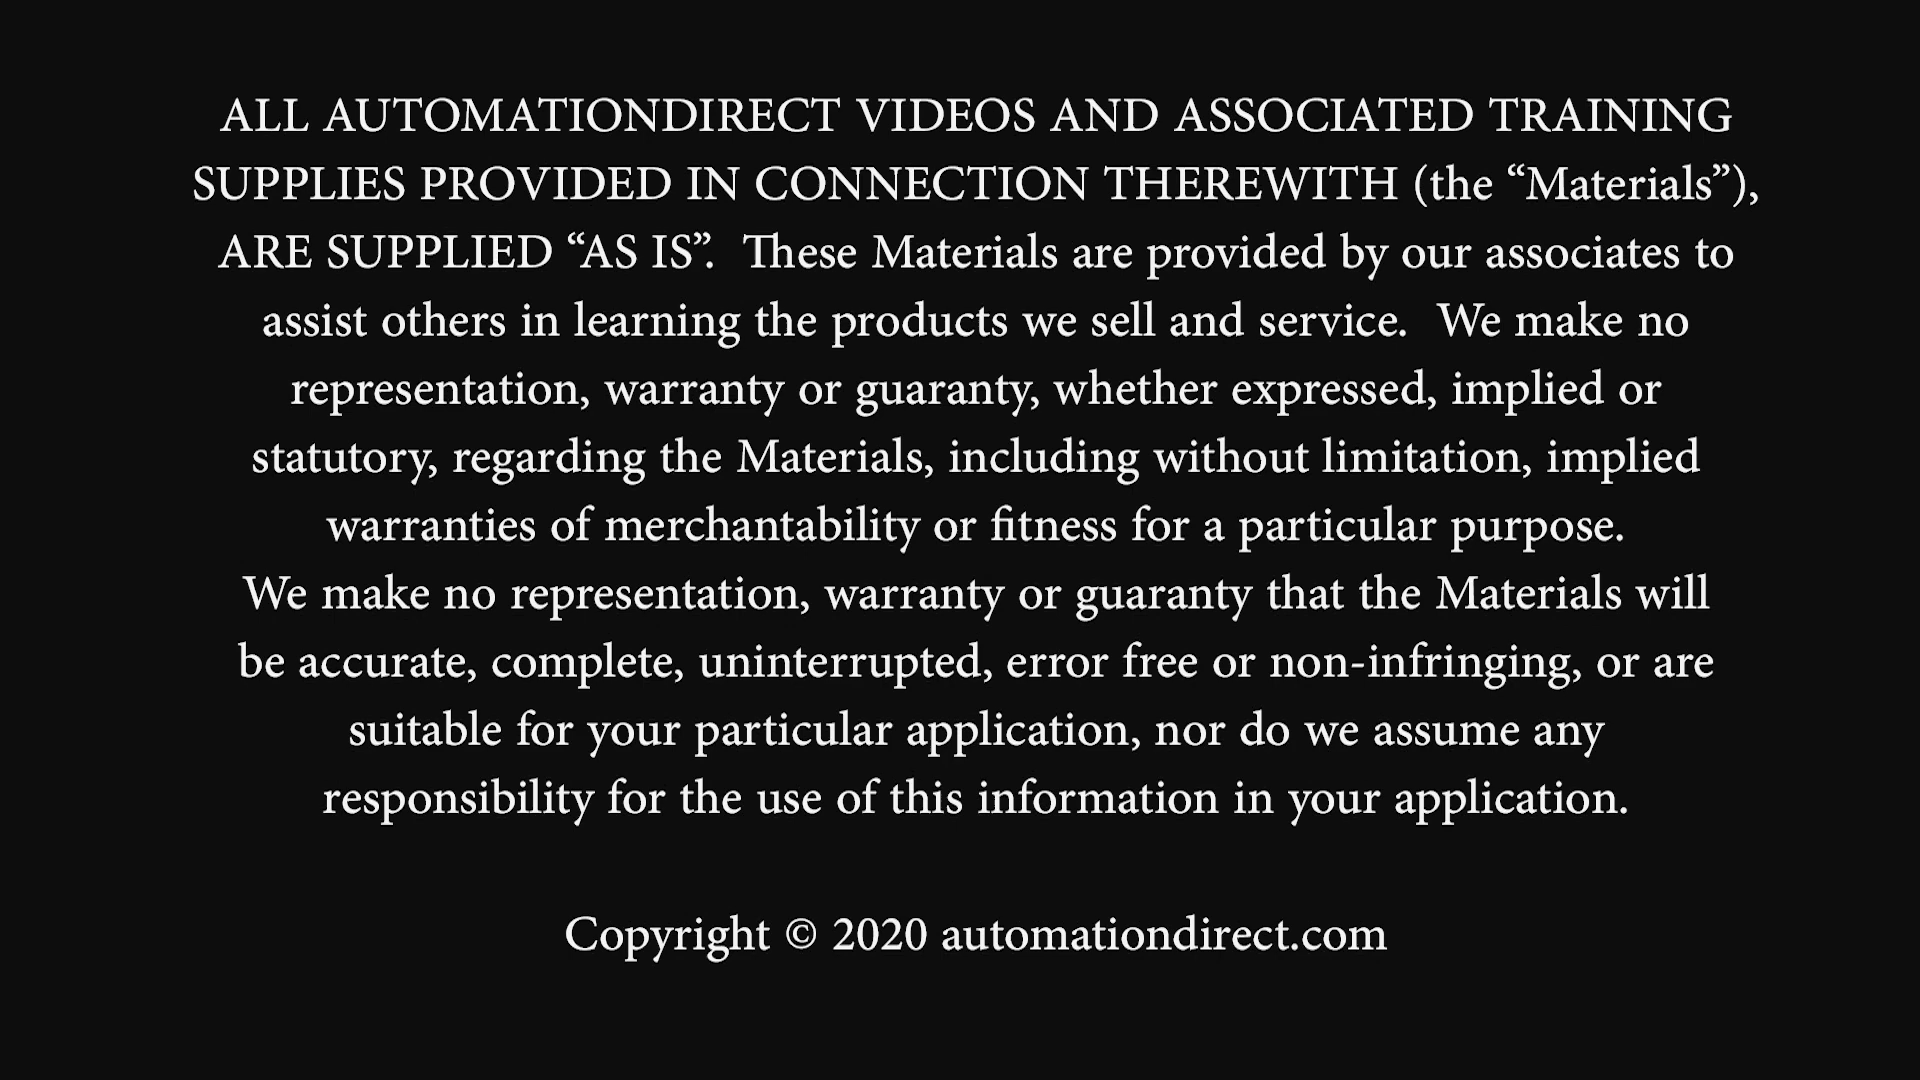 ALL AUTOMATIONDIRECT VIDEOS AND ASSOCIATED TRAINING
SUPPLIES PROVIDED IN CONNECTION THEREWITH (the “Materials”),
ARE SUPPLIED “AS IS”.  These Materials are provided by our associates to
assist others in learning the products we sell and service.  We make no
representation, warranty or guaranty, whether expressed, implied or
statutory, regarding the Materials, including without limitation, implied
warranties of merchantability or fitness for a particular purpose.
We make no representation, warranty or guaranty that the Materials will
be accurate, complete, uninterrupted, error free or non-infringing, or are
suitable for your particular application, nor do we assume any
responsibility for the use of this information in your application.
Copyright © 2020 automationdirect.com